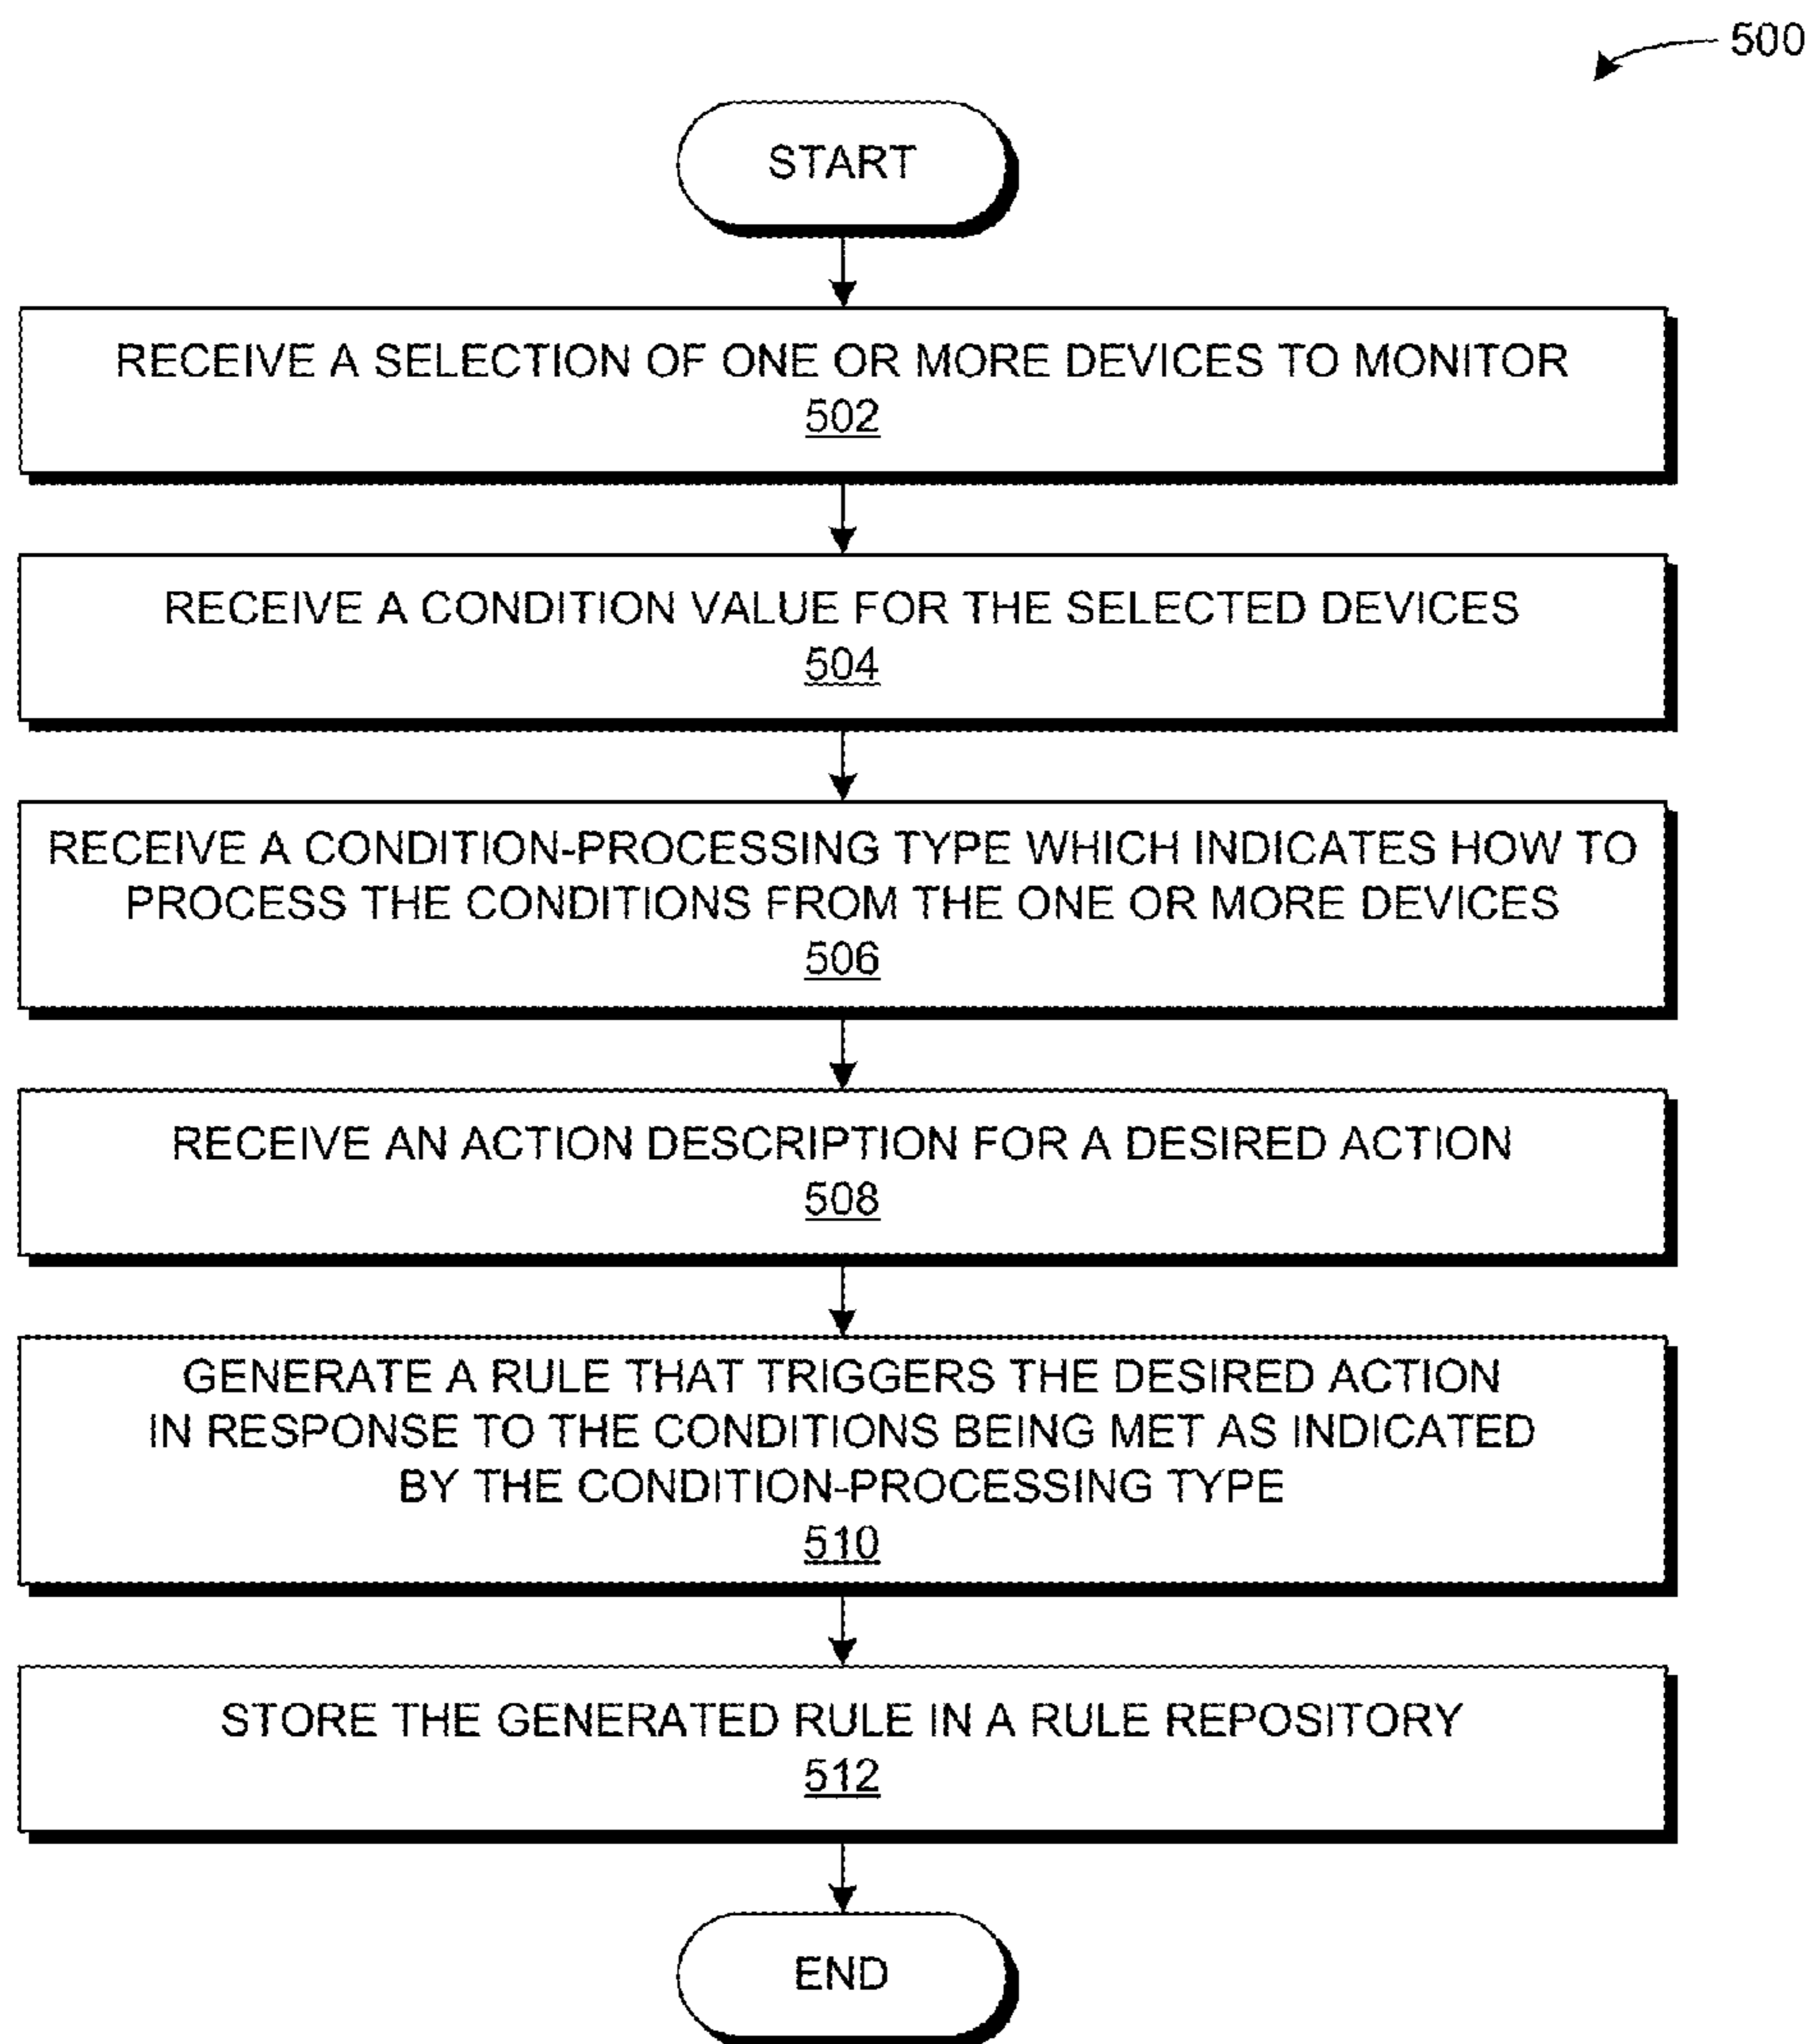 500
START
RECEIVE A SELECTION OF ONE OR MORE DEVICES TO MONITOR
502
RECEIVE A CONDITION VALUE FOR THE SELECTED DEVICES
504
RECEIVE A CONDITION-PROCESSING TYPE WHICH INDICATES HOW TO
PROCESS THE CONDITIONS FROM THE ONE OR MORE DEVICES
506
RECEIVE AN ACTION DESCRIPTION FOR A DESIRED ACTION
508
GENERATE A RULE THAT TRIGGERS THE DESIRED ACTION
IN RESPONSE TO THE CONDITIONS BEING MET AS INDICATED
BY THE CONDITION-PROCESSING TYPE
510
STORE THE GENERATED RULE IN A RULE REPOSITORY
512
END